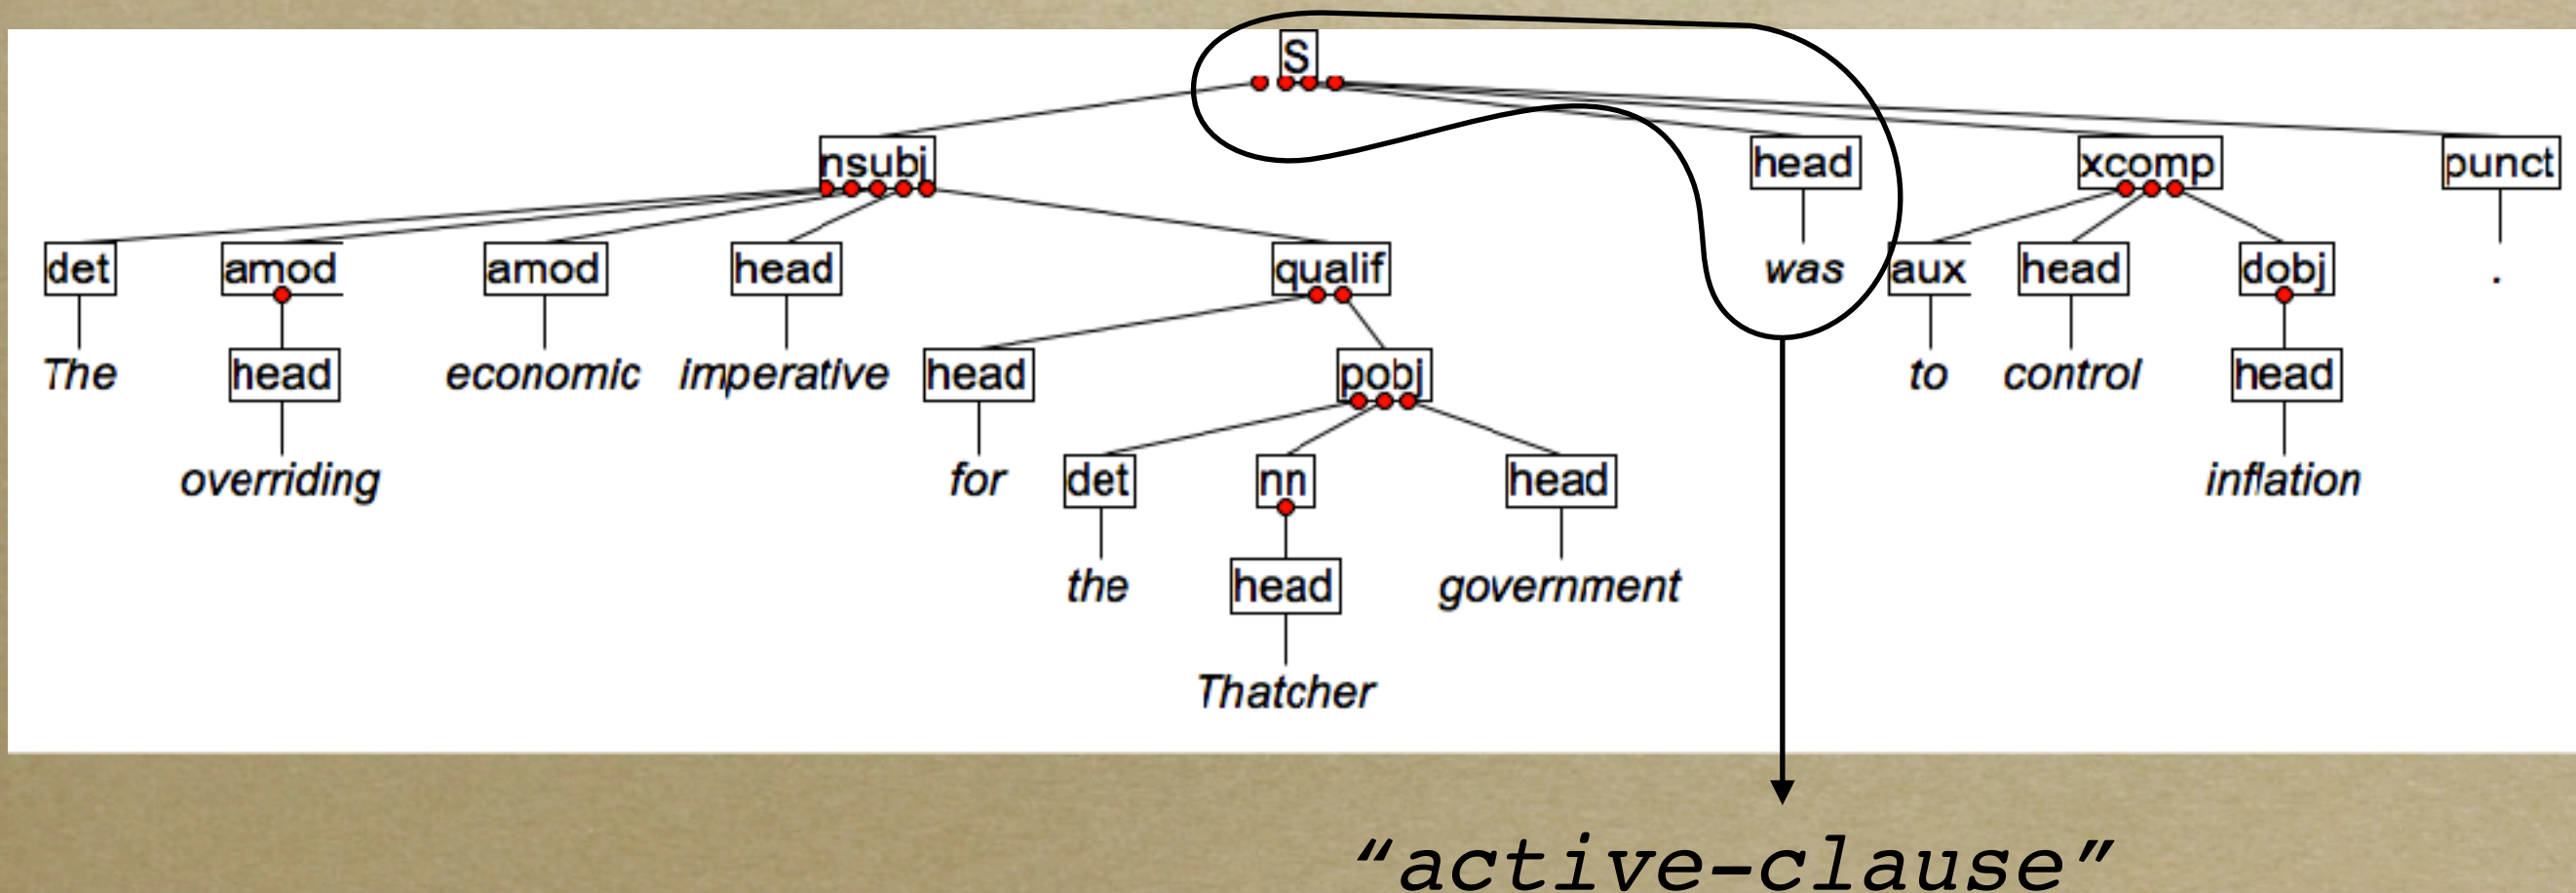 S
nsubj head xcomp punct
det amod amod head qualif was aux head dobj .
The head economic imperative head pobj to control head
overriding for det nn head inflation
the head government
Thatcher
“active-clause”